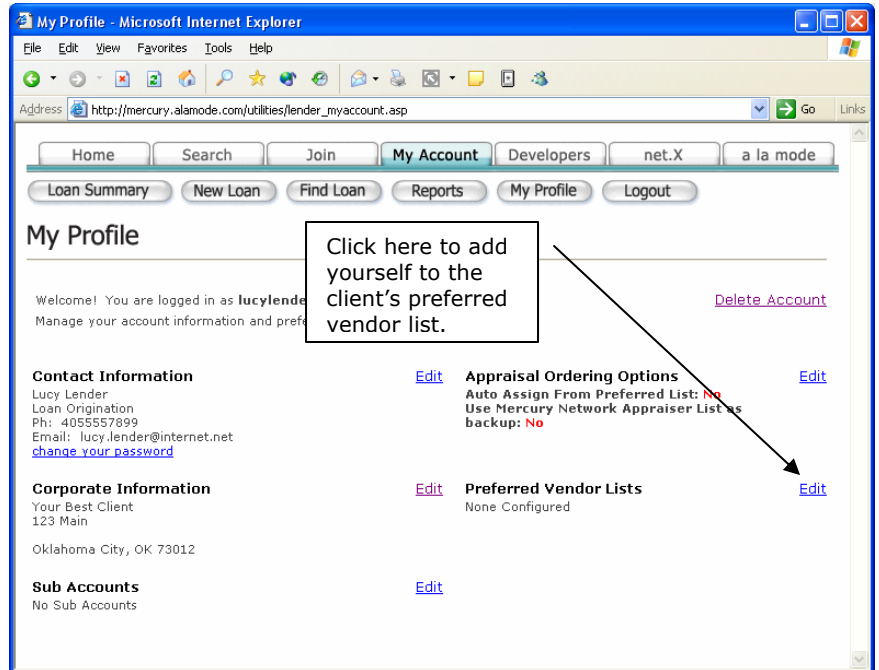 My Profile - Microsoft Internet Explorer
File Edit View Favorites Tools Help
Address http://mercury.alamode.com/utilities/lender_myaccount.asp Go Links
Home Search Join My Account Developers net.X a la mode
Loan Summary New Loan Find Loan Reports My Profile Logout
My Profile
Click here to add
yourself to the
client's preferred
vendor list.
Welcome! You are logged in as lucylende
Delete Account
Manage your account information and prefe
Contact Information Edit
Lucy Lender
Loan Origination
Ph: 4055557899
Email: lucy.lender@internet.net
change your password
Appraisal Ordering Options Edit
Auto Assign From Preferred List: No
Use Mercury Network Appraiser List as
backup: No
Corporate Information Edit
Your Best Client
123 Main
Oklahoma City, OK 73012
Preferred Vendor Lists Edit
None Configured
Sub Accounts Edit
No Sub Accounts